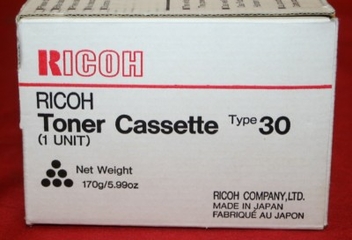 RICOH
RICOH
Toner Cassette Type 30
(1 UNIT)
Net Weight
170g/5.99oz
RICOH COMPANY,LTD.
MADE IN JAPAN
FABRIQUÉ AU JAPON